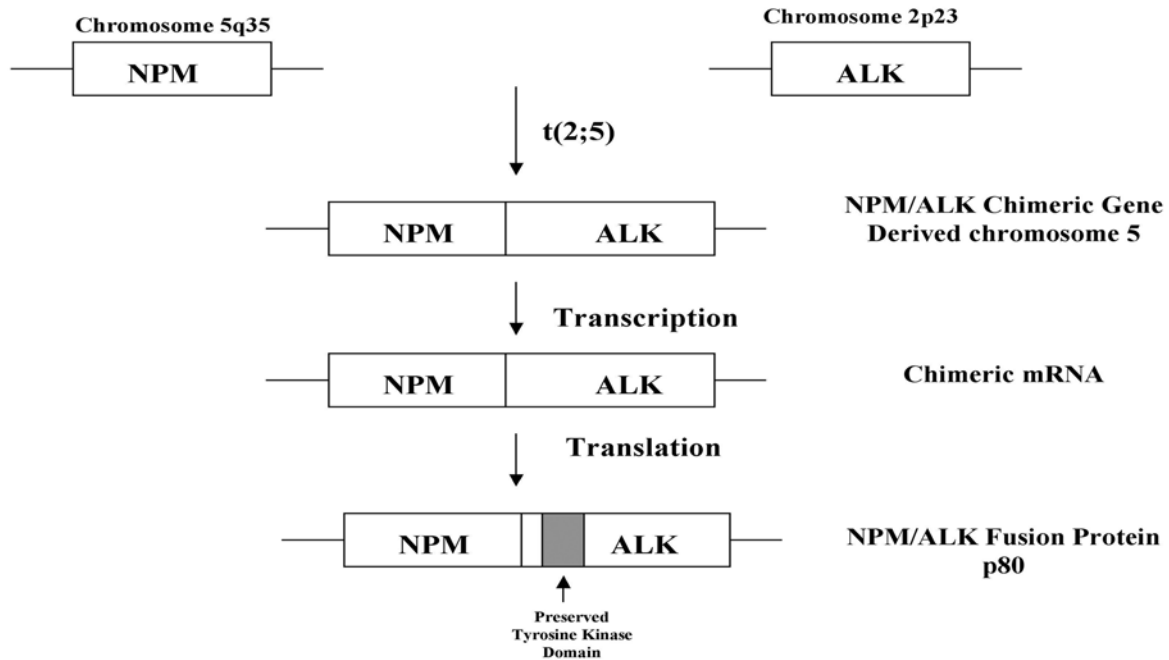 Chromosome 5q35
Chromosome 2p23
NPM
ALK
t(2;5)
NPM
ALK
NPM/ALK Chimeric Gene
Derived chromosome 5
Transcription
NPM
ALK
Chimeric mRNA
Translation
NPM
ALK
NPM/ALK Fusion Protein
p80
Preserved
Tyrosine Kinase
Domain